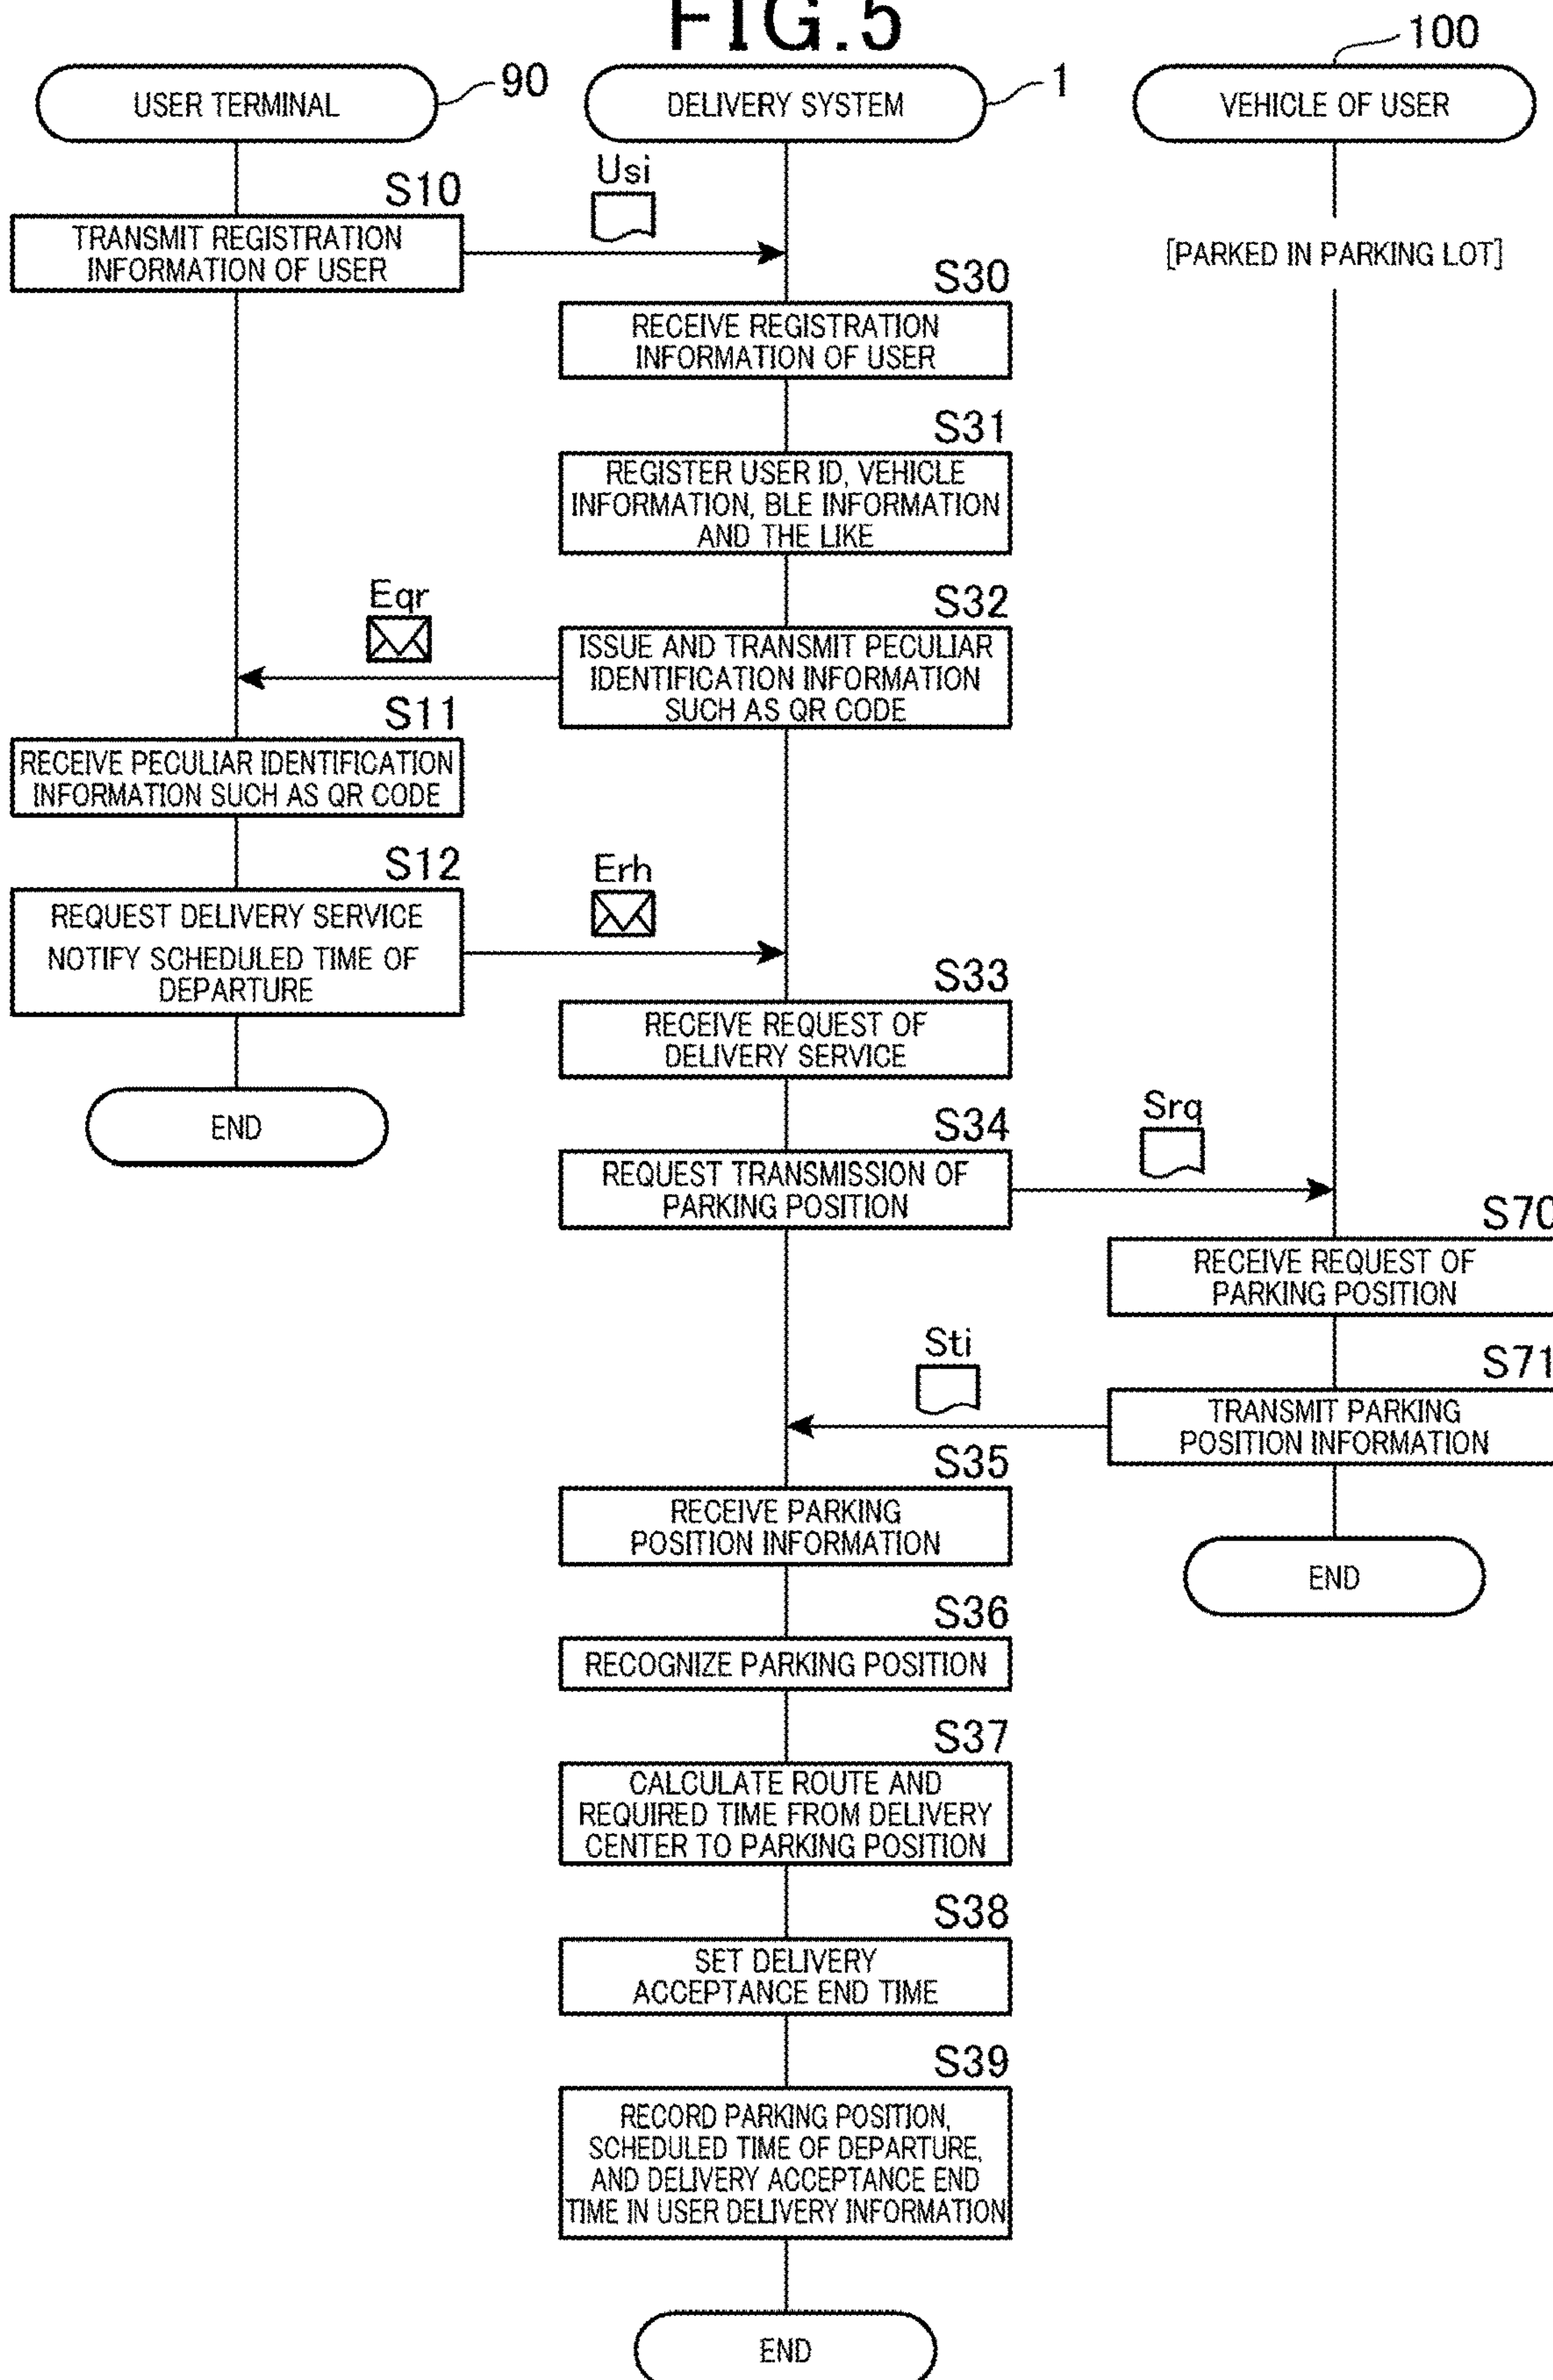 FIG.5
100
USER TERMINAL
90
DELIVERY SYSTEM
1
VEHICLE OF USER
S10
Usi
TRANSMIT REGISTRATION
INFORMATION OF USER
[PARKED IN PARKING LOT]
S30
RECEIVE REGISTRATION
INFORMATION OF USER
S31
REGISTER USER ID, VEHICLE
INFORMATION, BLE INFORMATION
AND THE LIKE
Eqr
S32
ISSUE AND TRANSMIT PECULIAR
IDENTIFICATION INFORMATION
SUCH AS QR CODE
S11
RECEIVE PECULIAR IDENTIFICATION
INFORMATION SUCH AS QR CODE
S12
Erh
REQUEST DELIVERY SERVICE
NOTIFY SCHEDULED TIME OF
DEPARTURE
S33
RECEIVE REQUEST OF
DELIVERY SERVICE
END
S34
Srq
REQUEST TRANSMISSION OF
PARKING POSITION
S70
RECEIVE REQUEST OF
PARKING POSITION
Sti
S71
TRANSMIT PARKING
POSITION INFORMATION
S35
RECEIVE PARKING
POSITION INFORMATION
END
S36
RECOGNIZE PARKING POSITION
S37
CALCULATE ROUTE AND
REQUIRED TIME FROM DELIVERY
CENTER TO PARKING POSITION
S38
SET DELIVERY
ACCEPTANCE END TIME
S39
RECORD PARKING POSITION,
SCHEDULED TIME OF DEPARTURE,
AND DELIVERY ACCEPTANCE END
TIME IN USER DELIVERY INFORMATION
END